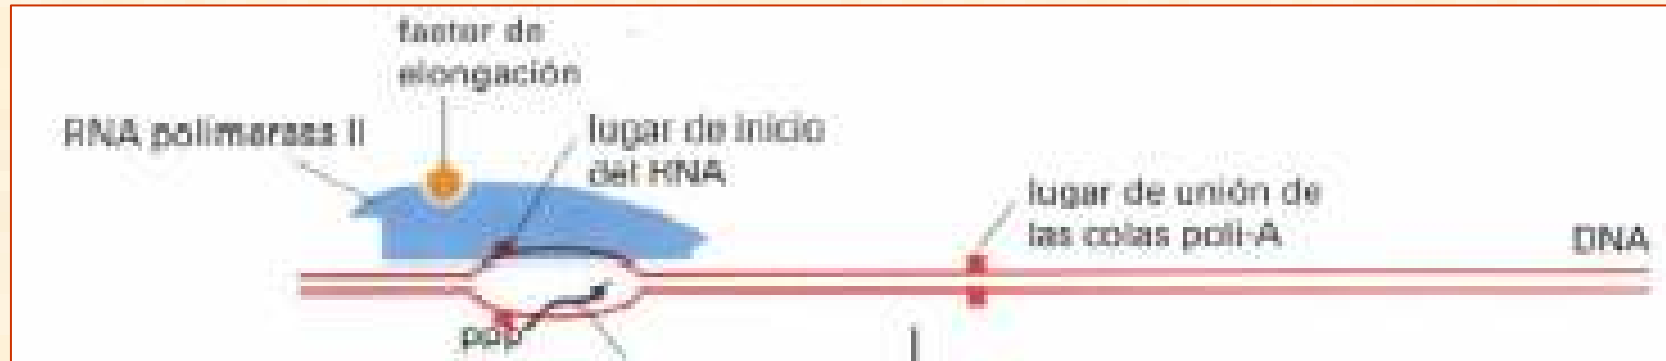 factor de
elongación
RNA polimerasa II
lugar de inicio
del RNA
lugar de unión de
las colas poli-A
DNA
ppp